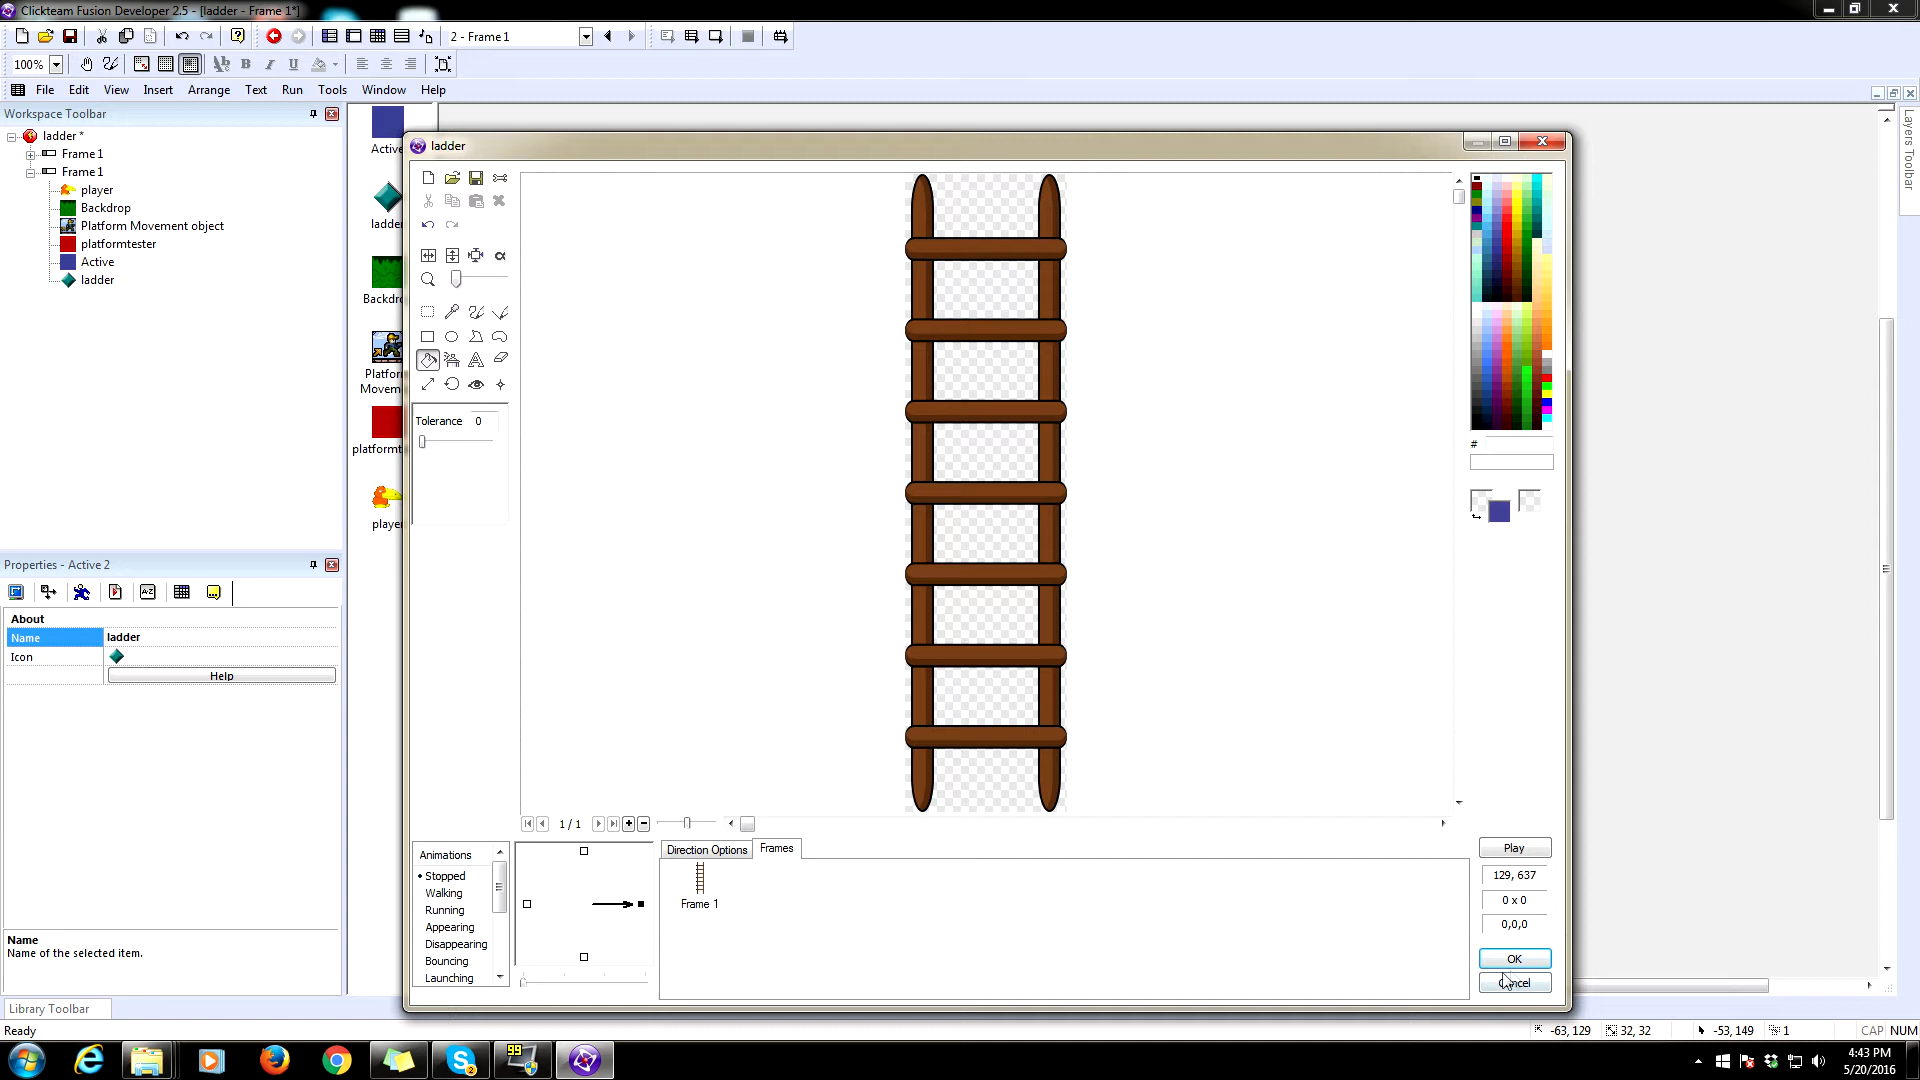 Clickteam Fusion Developer 2.5 - [ladder - Frame 1*]
2 - Frame 1
100%
File Edit View Insert Arrange Text Run Tools Window Help
Workspace Toolbar
ladder *
Frame 1
Frame 1
player
Backdrop
Platform Movement object
platformtester
Active
ladder
Properties - Active 2
About
Name ladder
Icon
Help
Name
Name of the selected item.
Library Toolbar
Ready
Active
ladder
Backdro
Platform
Movem
platformt
player
ladder
Tolerance 0
#
1 / 1
Animations
Stopped
Walking
Running
Appearing
Disappearing
Bouncing
Launching
Direction Options Frames
Frame 1
Play
129, 637
0 x 0
0,0,0
OK
Layers Toolbar
-63, 129 32, 32 -53, 149 1 CAP NUM
99
2
4:43 PM
5/20/2016